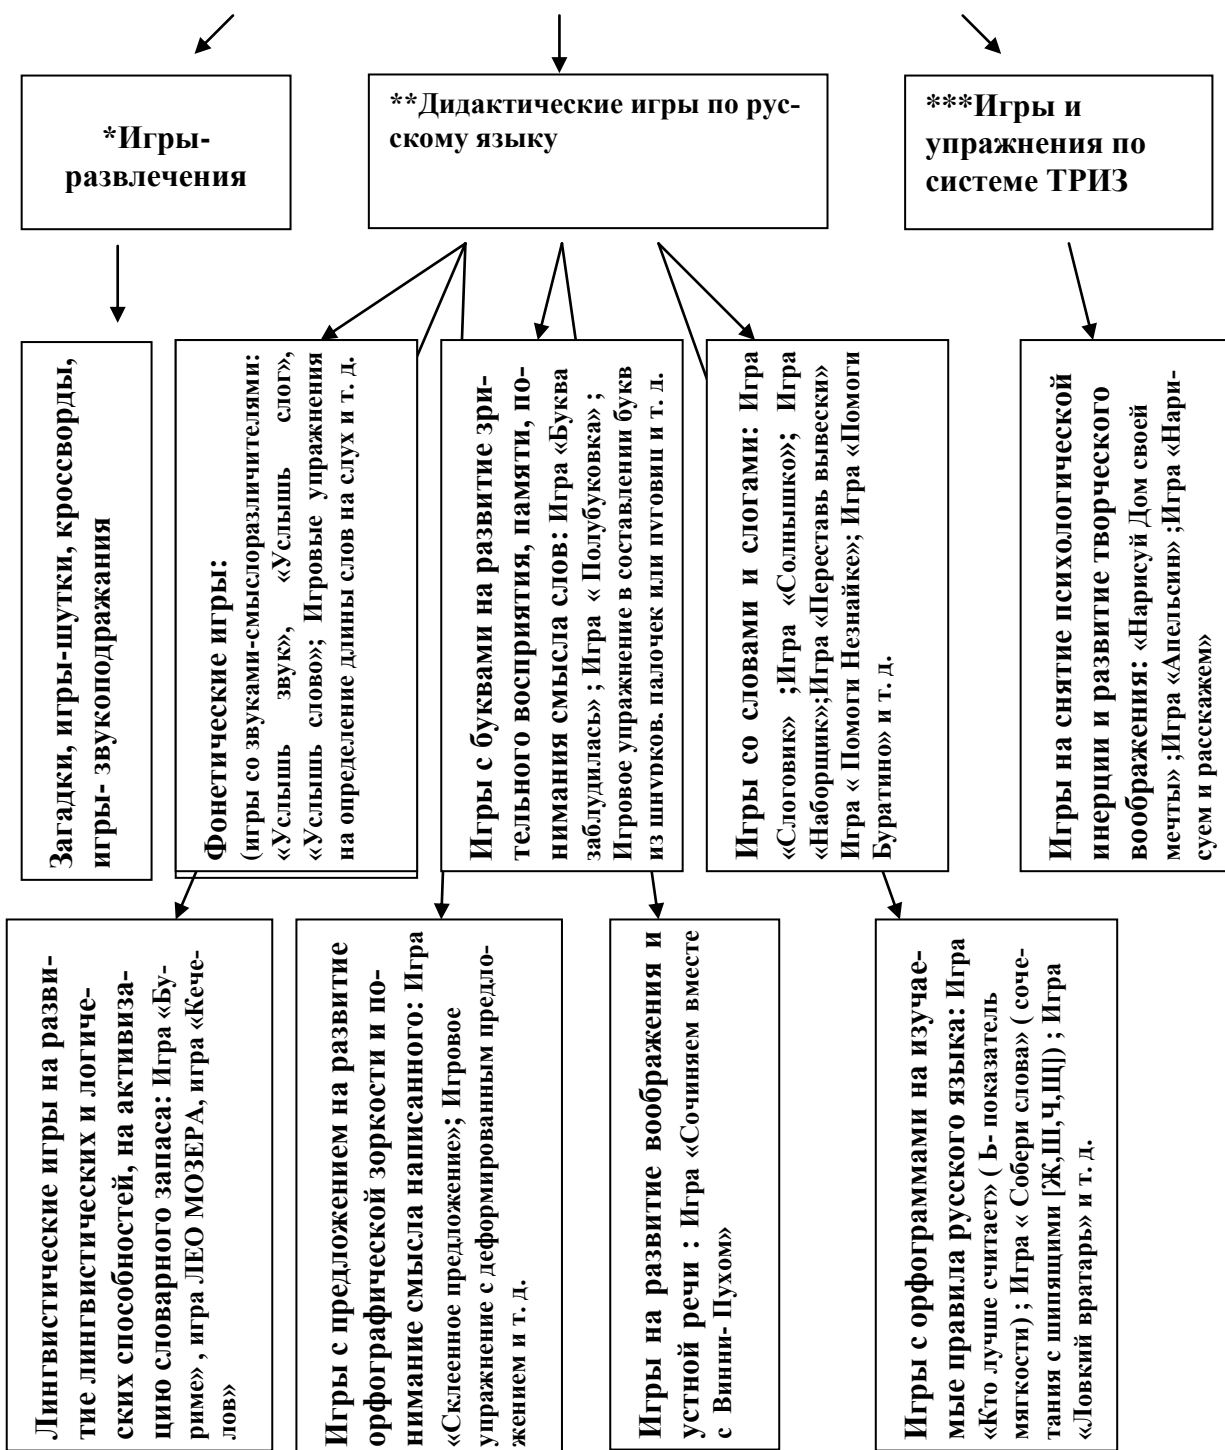 *Игры-
развлечения
**Дидактические игры по рус-
скому языку
***Игры и
упражнения по
системе ТРИЗ
Загадки, игры-шутки, кроссворды,
игры- звукоподражания
Фонетические игры:
(игры со звуками-смыслоразличителями:
«Услышь звук», «Услышь слог»,
«Услышь слово»; Игровые упражнения
на определение длины слов на слух и т. д.
Игры с буквами на развитие зри-
тельного восприятия, памяти, по-
нимания смысла слов: Игра «Буква
заблудилась» ; Игра « Полубуковка» ;
Игровое упражнение в составлении букв
из шнурков, палочек или пуговиц и т. д.
Игры со словами и слогами: Игра
«Слоговик» ;Игра «Солнышко»; Игра
«Наборщик»;Игра «Переставь вывески»
Игра « Помоги Незнайке»; Игра «Помоги
Буратино» и т. д.
Игры на снятие психологической
инерции и развитие творческого
воображения: «Нарисуй Дом своей
мечты» ;Игра «Апельсин» ;Игра «Нари-
суем и расскажем»
Лингвистические игры на разви-
тие лингвистических и логиче-
ских способностей, на активиза-
цию словарного запаса: Игра «Бу-
риме» , игра ЛЕО МОЗЕРА, игра «Кече-
лов»
Игры с предложением на развитие
орфографической зоркости и по-
нимание смысла написанного: Игра
«Склеенное предложение»; Игровое
упражнение с деформированным предло-
жением и т. д.
Игры на развитие воображения и
устной речи : Игра «Сочиняем вместе
с Винни- Пухом»
Игры с орфограммами на изучае-
мые правила русского языка: Игра
«Кто лучше считает» ( Ь- показатель
мягкости) ; Игра « Собери слова» ( соче-
тания с шипящими [Ж,Ш,Ч,Щ]) ; Игра
«Ловкий вратарь» и т. д.